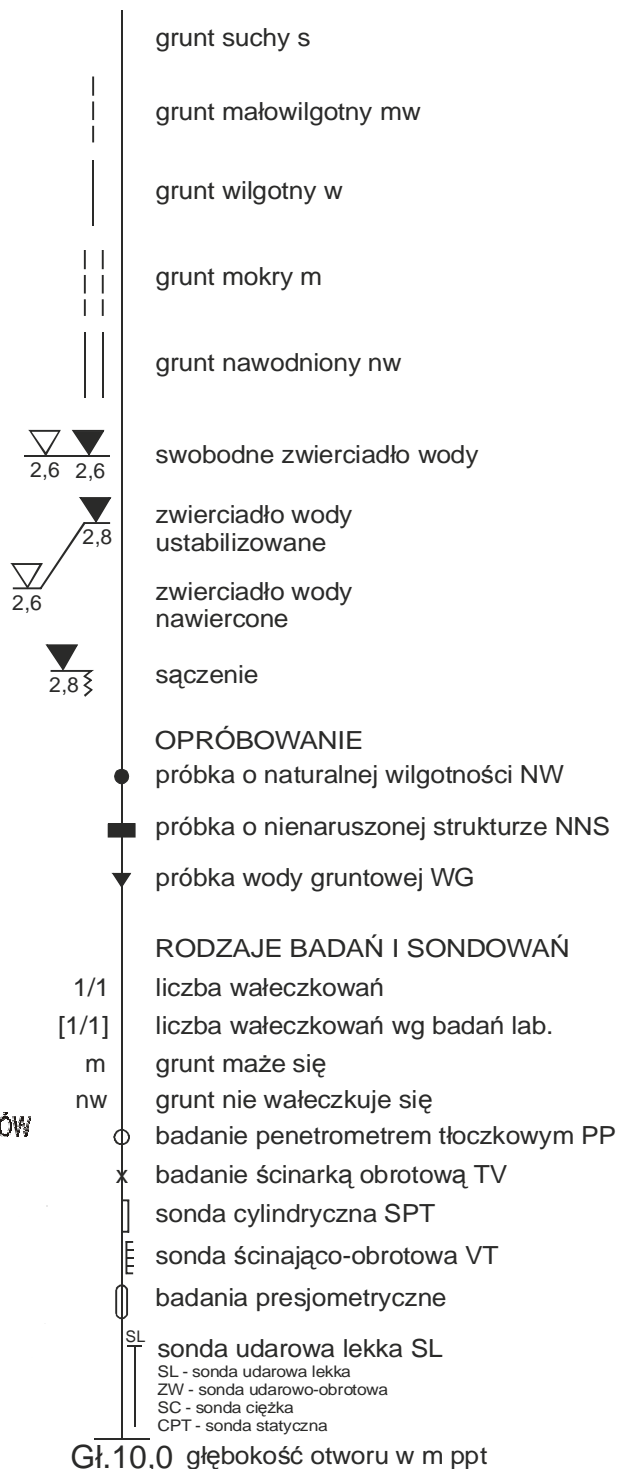 grunt suchy s
grunt małowilgotny mw
grunt wilgotny w
grunt mokry m
grunt nawodniony nw
2,6 2,6 swobodne zwierciadło wody
2,8 zwierciadło wody
ustabilizowane
2,6 zwierciadło wody
nawiercone
2,8 sączenie
OPRÓBOWANIE
próbka o naturalnej wilgotności NW
próbka o nienaruszonej strukturze NNS
próbka wody gruntowej WG
RODZAJE BADAŃ I SONDOWAŃ
1/1 liczba wałeczkowań
[1/1] liczba wałeczkowań wg badań lab.
m grunt maże się
nw grunt nie wałeczkuje się
ÓW
badanie penetrometrem tłoczkowym PP
x badanie ścinarką obrotową TV
sonda cylindryczna SPT
sonda ścinająco-obrotowa VT
badania presjometryczne
SL sonda udarowa lekka SL
SL - sonda udarowa lekka
ZW - sonda udarowo-obrotowa
SC - sonda ciężka
CPT - sonda statyczna
Gł.10,0 głębokość otworu w m ppt